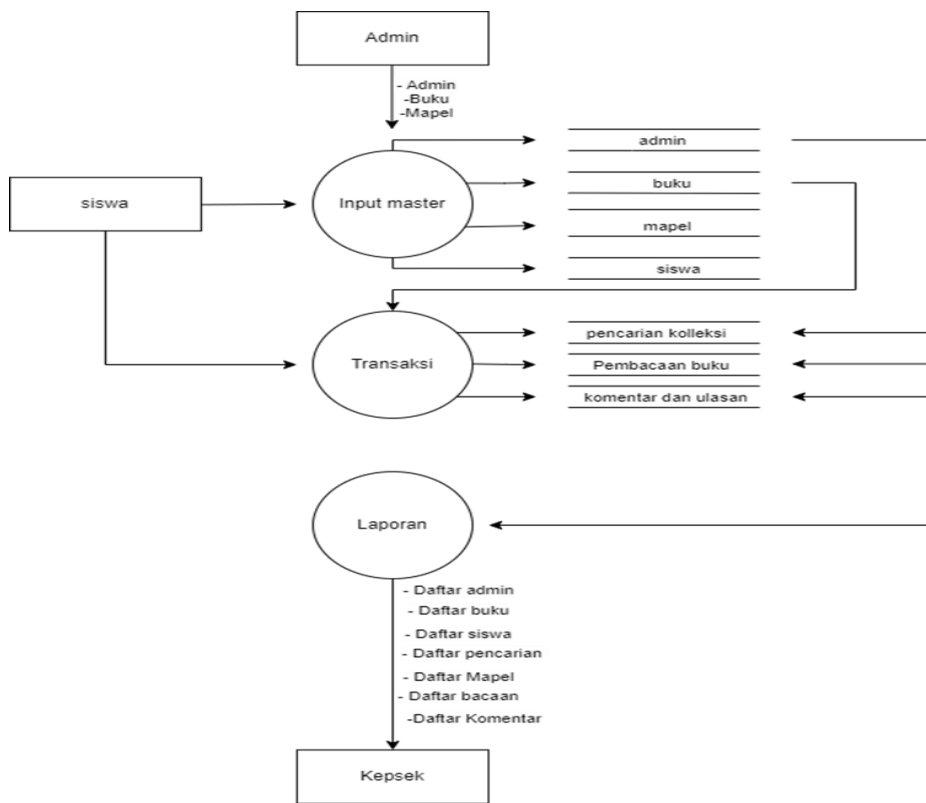 Admin
- Admin
-Buku
-Mapel
admin
siswa
Input master
buku
mapel
siswa
Transaksi
pencarian kolleksi
Pembacaan buku
komentar dan ulasan
Laporan
- Daftar admin
- Daftar buku
- Daftar siswa
- Daftar pencarian
- Daftar Mapel
- Daftar bacaan
-Daftar Komentar
Kepsek